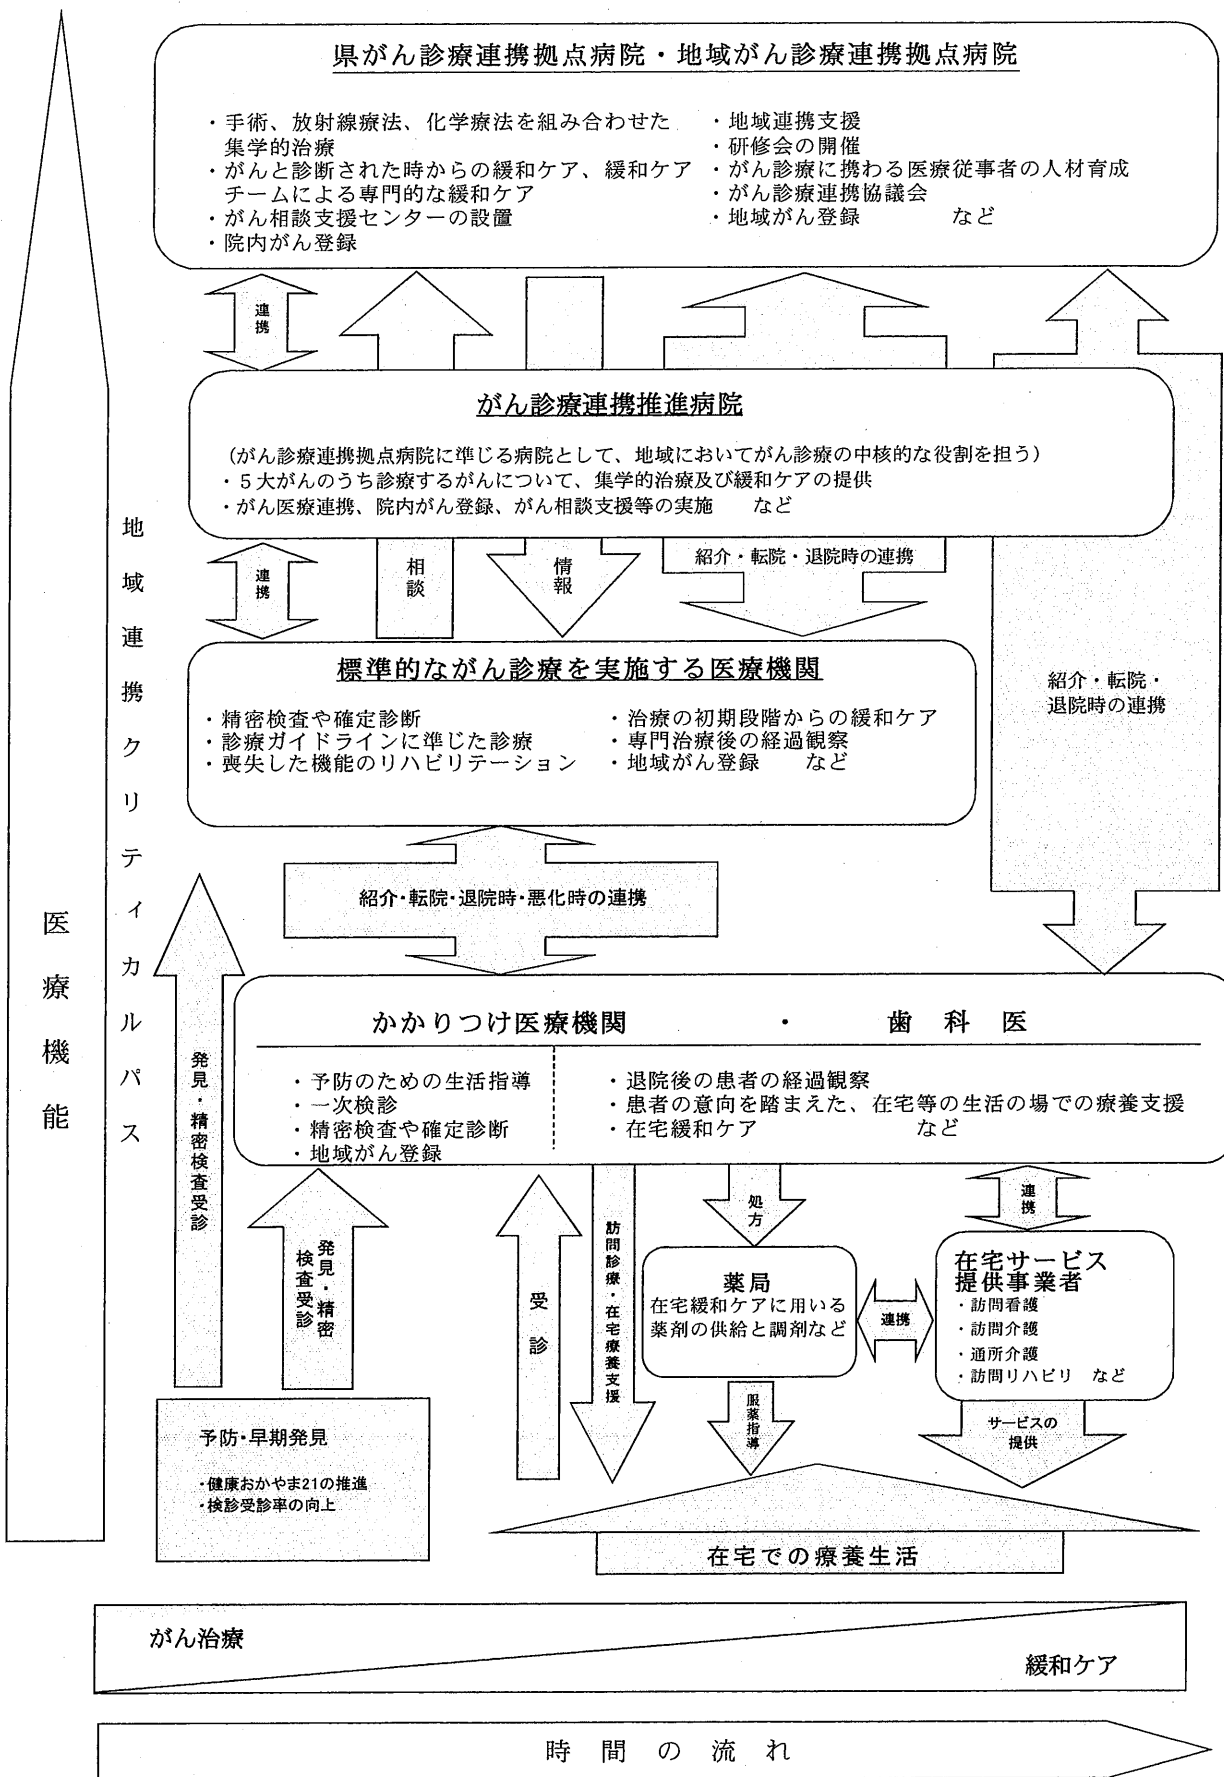 県がん診療連携拠点病院・地域がん診療連携拠点病院
・手術、放射線療法、化学療法を組み合わせた
集学的治療
・がんと診断された時からの緩和ケア、緩和ケア
チームによる専門的な緩和ケア
・がん相談支援センターの設置
・院内がん登録
・地域連携支援
・研修会の開催
・がん診療に携わる医療従事者の人材育成
・がん診療連携協議会
・地域がん登録　　　　など
連携
がん診療連携推進病院
(がん診療連携拠点病院に準じる病院として、地域においてがん診療の中核的な役割を担う)
・５大がんのうち診療するがんについて、集学的治療及び緩和ケアの提供
・がん医療連携、院内がん登録、がん相談支援等の実施　　など
連携
相談
情報
紹介・転院・退院時の連携
標準的ながん診療を実施する医療機関
・精密検査や確定診断
・診療ガイドラインに準じた診療
・喪失した機能のリハビリテーション
・治療の初期段階からの緩和ケア
・専門治療後の経過観察
・地域がん登録　　など
紹介・転院・
退院時の連携
紹介・転院・退院時・悪化時の連携
医療機能
地域連携クリティカルパス
かかりつけ医療機関　　　・　　　歯　科　医
・予防のための生活指導
・一次検診
・精密検査や確定診断
・地域がん登録
・退院後の患者の経過観察
・患者の意向を踏まえた、在宅等の生活の場での療養支援
・在宅緩和ケア　　　　　　　など
発見・精密検査受診
発見・精密
検査受診
受診
訪問診療・在宅療養支援
処方
連携
薬局
在宅緩和ケアに用いる
薬剤の供給と調剤など
連携
在宅サービス
提供事業者
・訪問看護
・訪問介護
・通所介護
・訪問リハビリ　など
服薬指導
サービスの
提供
予防・早期発見
・健康おかやま21の推進
・検診受診率の向上
在宅での療養生活
がん治療
緩和ケア
時　間　の　流　れ